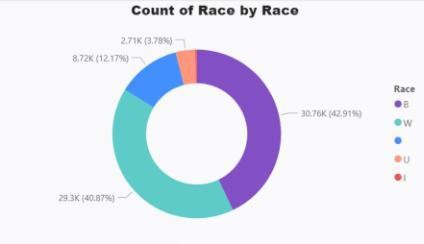 Count of Race by Race
2.71K (3.78%)
8.72K (12.17%)
30.76K (42.91%)
29.3K (40.87%)
Race
B
W
U
I